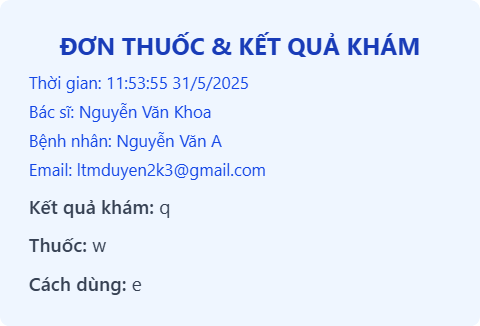 ĐƠN THUỐC & KẾT QUẢ KHÁM
Thời gian: 11:53:55 31/5/2025
Bác sĩ: Nguyễn Văn Khoa
Bệnh nhân: Nguyễn Văn A
Email: ltmduyen2k3@gmail.com
Kết quả khám: q
Thuốc: w
Cách dùng: e